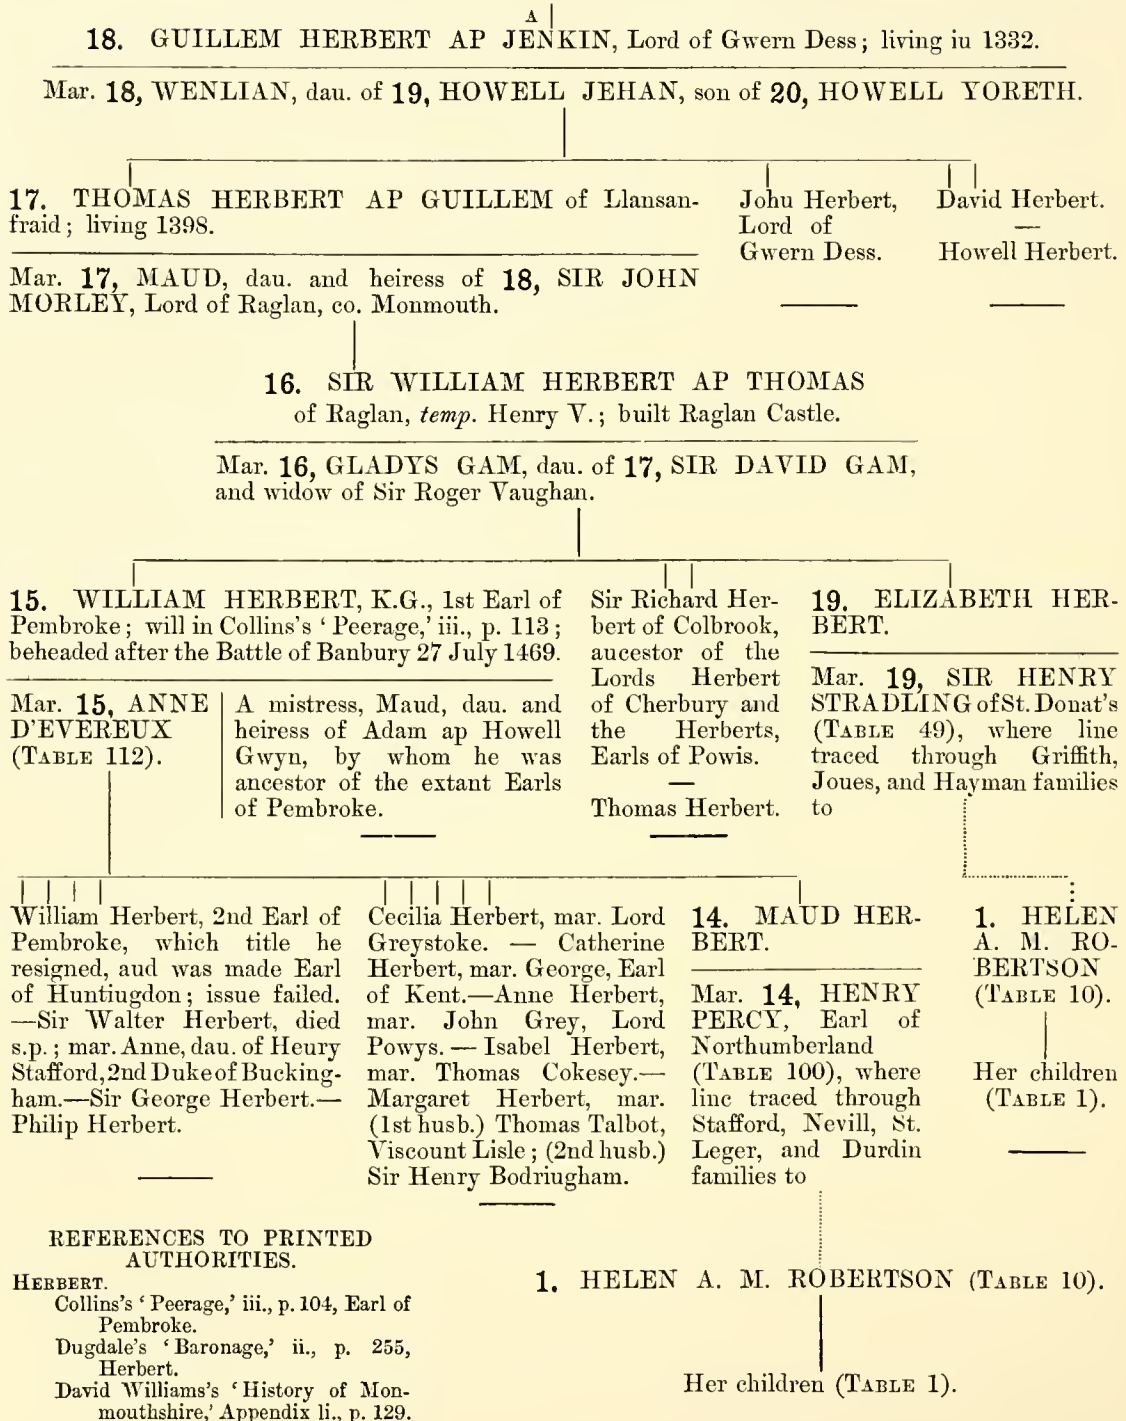 A
18. GUILLEM HERBERT AP JENKIN, Lord of Gwern Dess; living iu 1332.
Mar. 18, WENLIAN, dau. of 19, HOWELL JEHAN, son of 20, HOWELL YORETH.
17. THOMAS HERBERT AP GUILLEM of Llansan-
fraid; living 1398.
Mar. 17, MAUD, dau. and heiress of 18, SIR JOHN
MORLEY, Lord of Raglan, co. Monmouth.
Johu Herbert,
Lord of
Gwern Dess.
David Herbert.
—
Howell Herbert.
16. SIR WILLIAM HERBERT AP THOMAS
of Raglan, temp. Henry V.; built Raglan Castle.
Mar. 16, GLADYS GAM, dau. of 17, SIR DAVID GAM,
and widow of Sir Roger Vaughan.
15. WILLIAM HERBERT, K.G., 1st Earl of
Pembroke; will in Collins's 'Peerage,' iii., p. 113;
beheaded after the Battle of Banbury 27 July 1469.
Mar. 15, ANNE
D'EVEREUX
(TABLE 112).
A mistress, Maud, dau. and
heiress of Adam ap Howell
Gwyn, by whom he was
ancestor of the extant Earls
of Pembroke.
Sir Richard Her-
bert of Colbrook,
aucestor of the
Lords Herbert
of Cherbury and
the Herberts,
Earls of Powis.
—
Thomas Herbert.
19. ELIZABETH HER-
BERT.
Mar. 19, SIR HENRY
STRADLING of St. Donat's
(TABLE 49), where line
traced through Griffith,
Joues, and Hayman families
to
William Herbert, 2nd Earl of
Pembroke, which title he
resigned, aud was made Earl
of Huntiugdon; issue failed.
—Sir Walter Herbert, died
s.p.; mar. Anne, dau. of Heury
Stafford, 2nd Duke of Bucking-
ham.—Sir George Herbert.—
Philip Herbert.
Cecilia Herbert, mar. Lord
Greystoke. — Catherine
Herbert, mar. George, Earl
of Kent.—Anne Herbert,
mar. John Grey, Lord
Powys. — Isabel Herbert,
mar. Thomas Cokesey.—
Margaret Herbert, mar.
(1st husb.) Thomas Talbot,
Viscount Lisle; (2nd husb.)
Sir Henry Bodriugham.
14. MAUD HER-
BERT.
Mar. 14, HENRY
PERCY, Earl of
Northumberland
(TABLE 100), where
line traced through
Stafford, Nevill, St.
Leger, and Durdin
families to
1. HELEN
A. M. RO-
BERTSON
(TABLE 10).
Her children
(TABLE 1).
1. HELEN A. M. ROBERTSON (TABLE 10).
Her children (TABLE 1).
REFERENCES TO PRINTED
AUTHORITIES.
HERBERT.
Collins's 'Peerage,' iii., p. 104, Earl of
Pembroke.
Dugdale's 'Baronage,' ii., p. 255,
Herbert.
David Williams's 'History of Mon-
mouthshire,' Appendix li., p. 129.